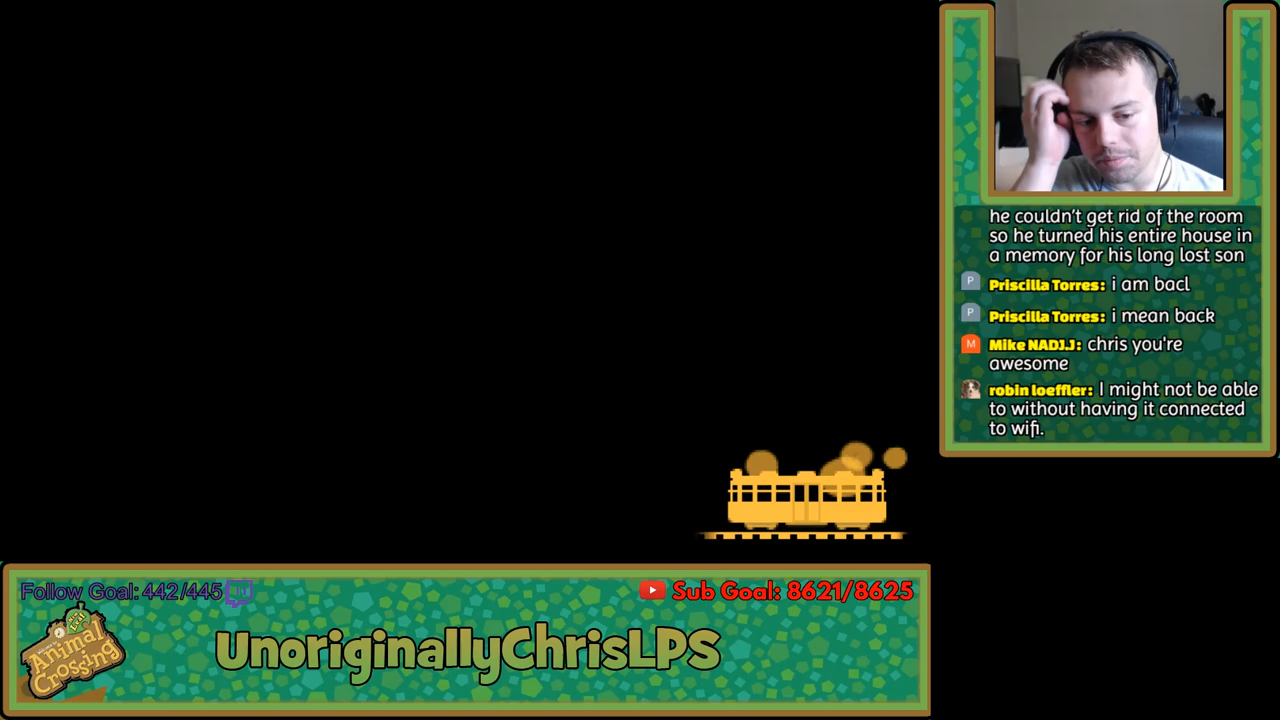 he couldn't get rid of the room
so he turned his entire house in
a memory for his long lost son
P Priscilla Torres: i am bacl
P Priscilla Torres: i mean back
M Mike NADJ.J: chris you're
awesome
robin loeffler: I might not be able
to without having it connected
to wifi.
Follow Goal: 442/445
Sub Goal: 8621/8625
Animal
Crossing
UnoriginallyChrisLPS